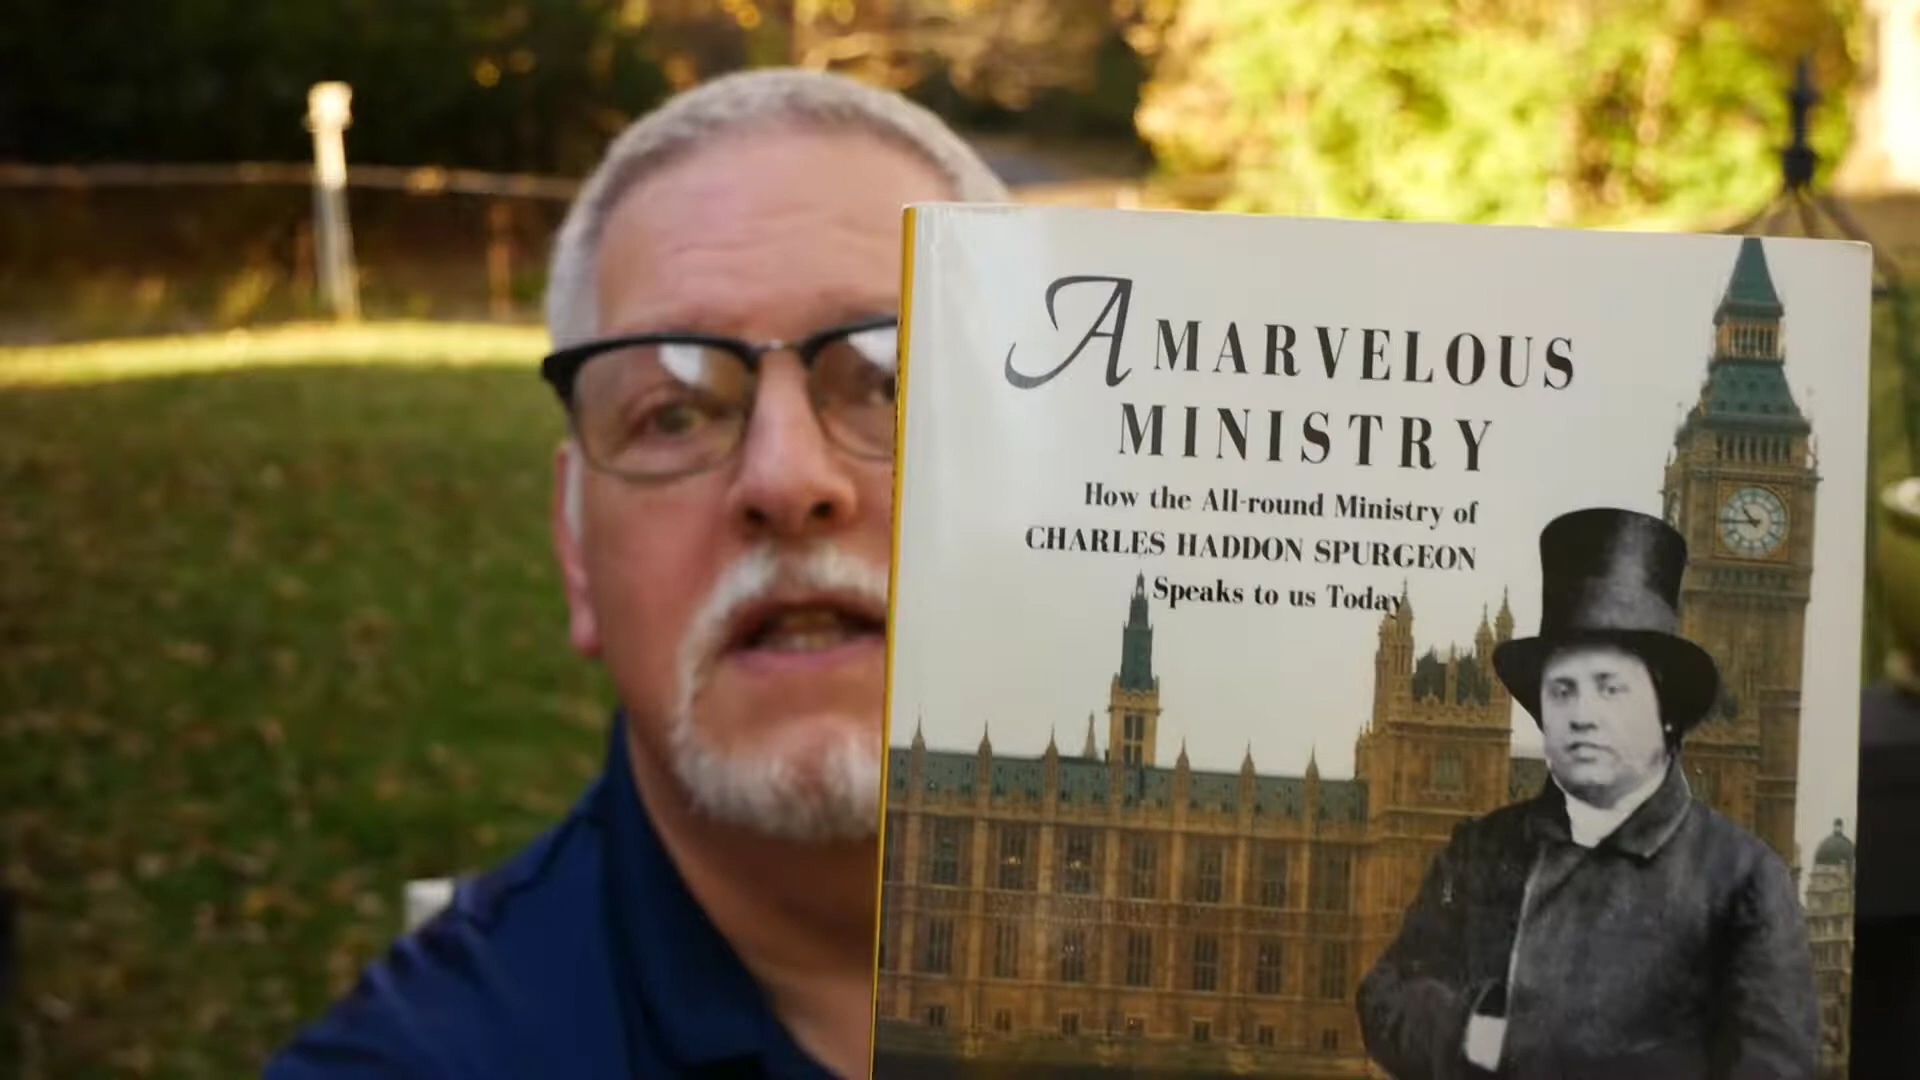 A MARVELOUS
MINISTRY
How the All-round Ministry of
CHARLES HADDON SPURGEON
Speaks to us Today